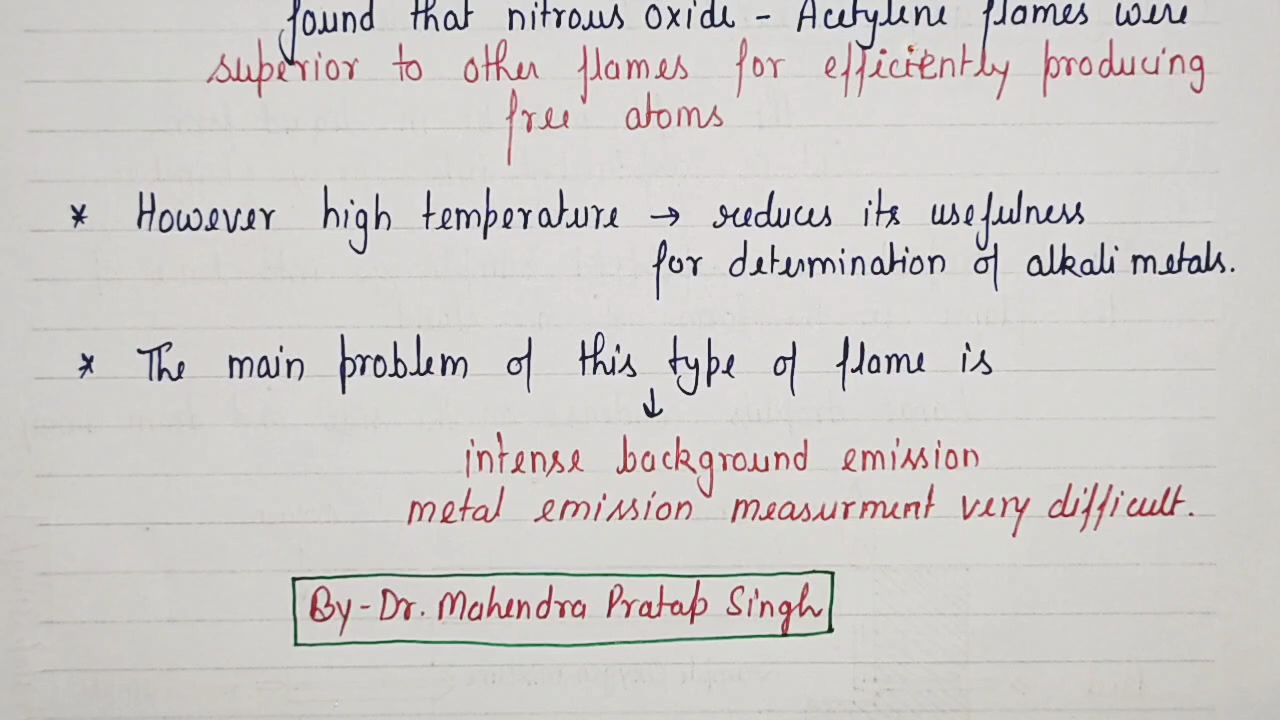 found that nitrous oxide - Acetylene flames were
superior to other flames for efficiently producing
free atoms
* However high temperature → reduces its usefulness
for determination of alkali metals.
* The main problem of this type of flame is
↓
intense background emission
metal emission measurment very difficult.
By - Dr. Mahendra Pratap Singh